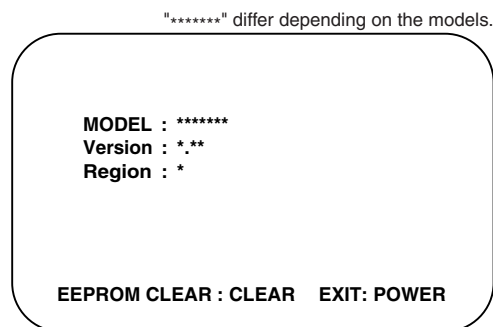 "*******" differ depending on the models.
MODEL : *******
Version : *.**
Region : *
EEPROM CLEAR : CLEAR EXIT: POWER